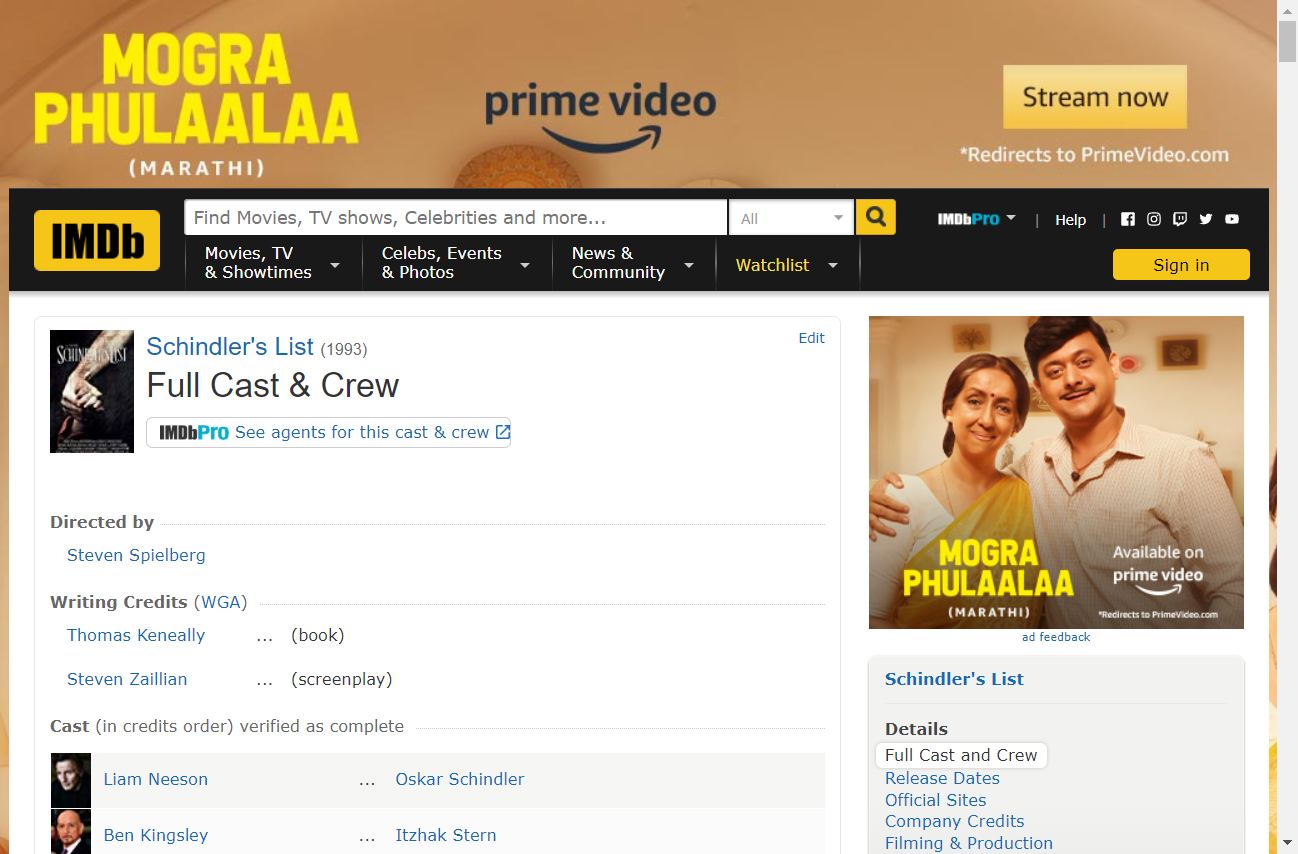 MOGRA
PHULAALAA
(MARATHI)
prime video
Stream now
*Redirects to PrimeVideo.com
IMDb
Find Movies, TV shows, Celebrities and more...
All
IMDbPro
|
Help
|
Movies, TV
& Showtimes
Celebs, Events
& Photos
News &
Community
Watchlist
Sign in
SCHINDLER'S LIST
Schindler's List (1993)
Edit
Full Cast & Crew
IMDbPro See agents for this cast & crew
Directed by
Steven Spielberg
Writing Credits (WGA)
Thomas Keneally ... (book)
Steven Zaillian ... (screenplay)
Cast (in credits order) verified as complete
Liam Neeson ... Oskar Schindler
Ben Kingsley ... Itzhak Stern
MOGRA
PHULAALAA
(MARATHI)
Available on
prime video
*Redirects to PrimeVideo.com
ad feedback
Schindler's List
Details
Full Cast and Crew
Release Dates
Official Sites
Company Credits
Filming & Production